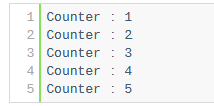 1 Counter : 1
2 Counter : 2
3 Counter : 3
4 Counter : 4
5 Counter : 5